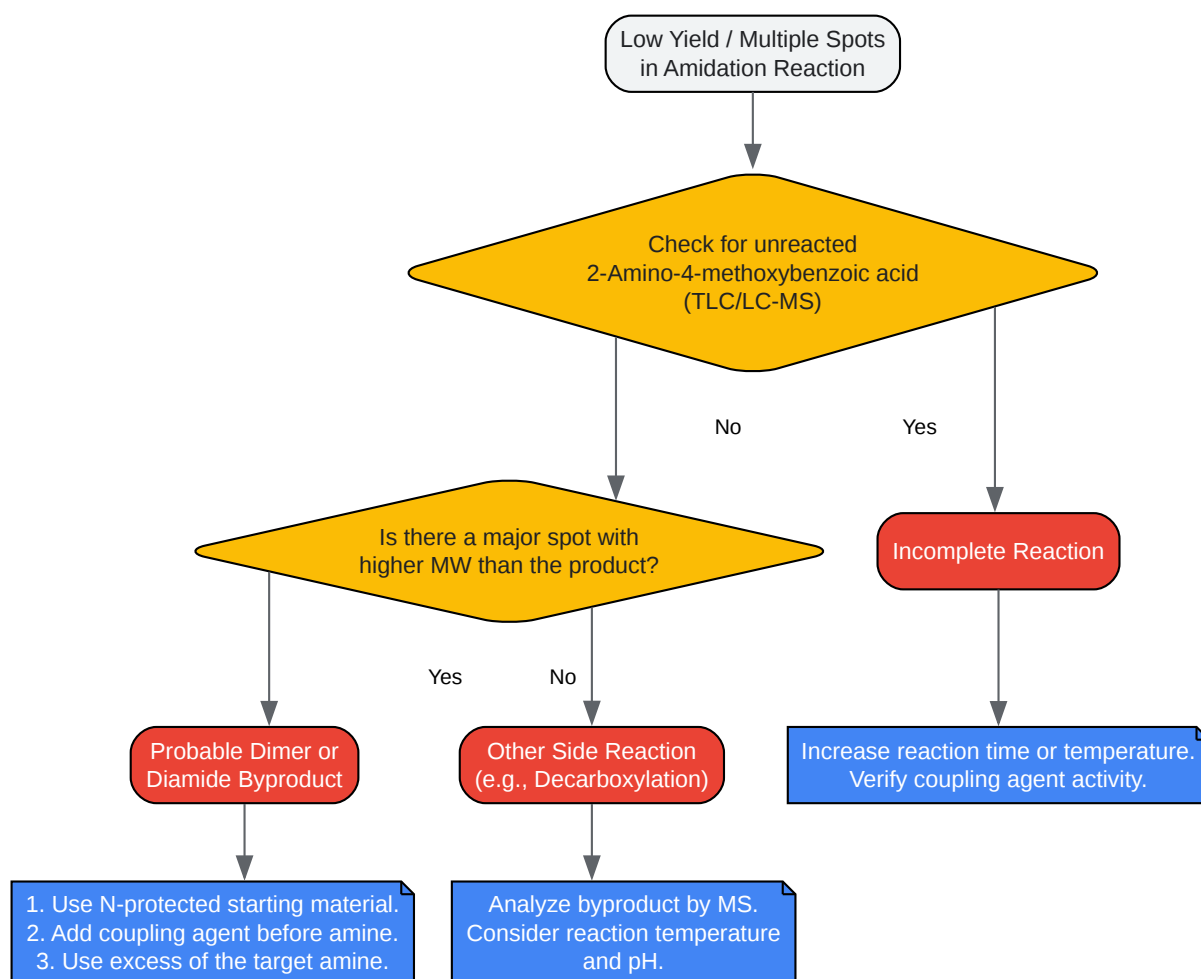 Low Yield / Multiple Spots
in Amidation Reaction
Check for unreacted
2-Amino-4-methoxybenzoic acid
(TLC/LC-MS)
No
Yes
Is there a major spot with
higher MW than the product?
Incomplete Reaction
Yes
No
Probable Dimer or
Diamide Byproduct
Other Side Reaction
(e.g., Decarboxylation)
Increase reaction time or temperature.
Verify coupling agent activity.
1. Use N-protected starting material.
2. Add coupling agent before amine.
3. Use excess of the target amine.
Analyze byproduct by MS.
Consider reaction temperature
and pH.